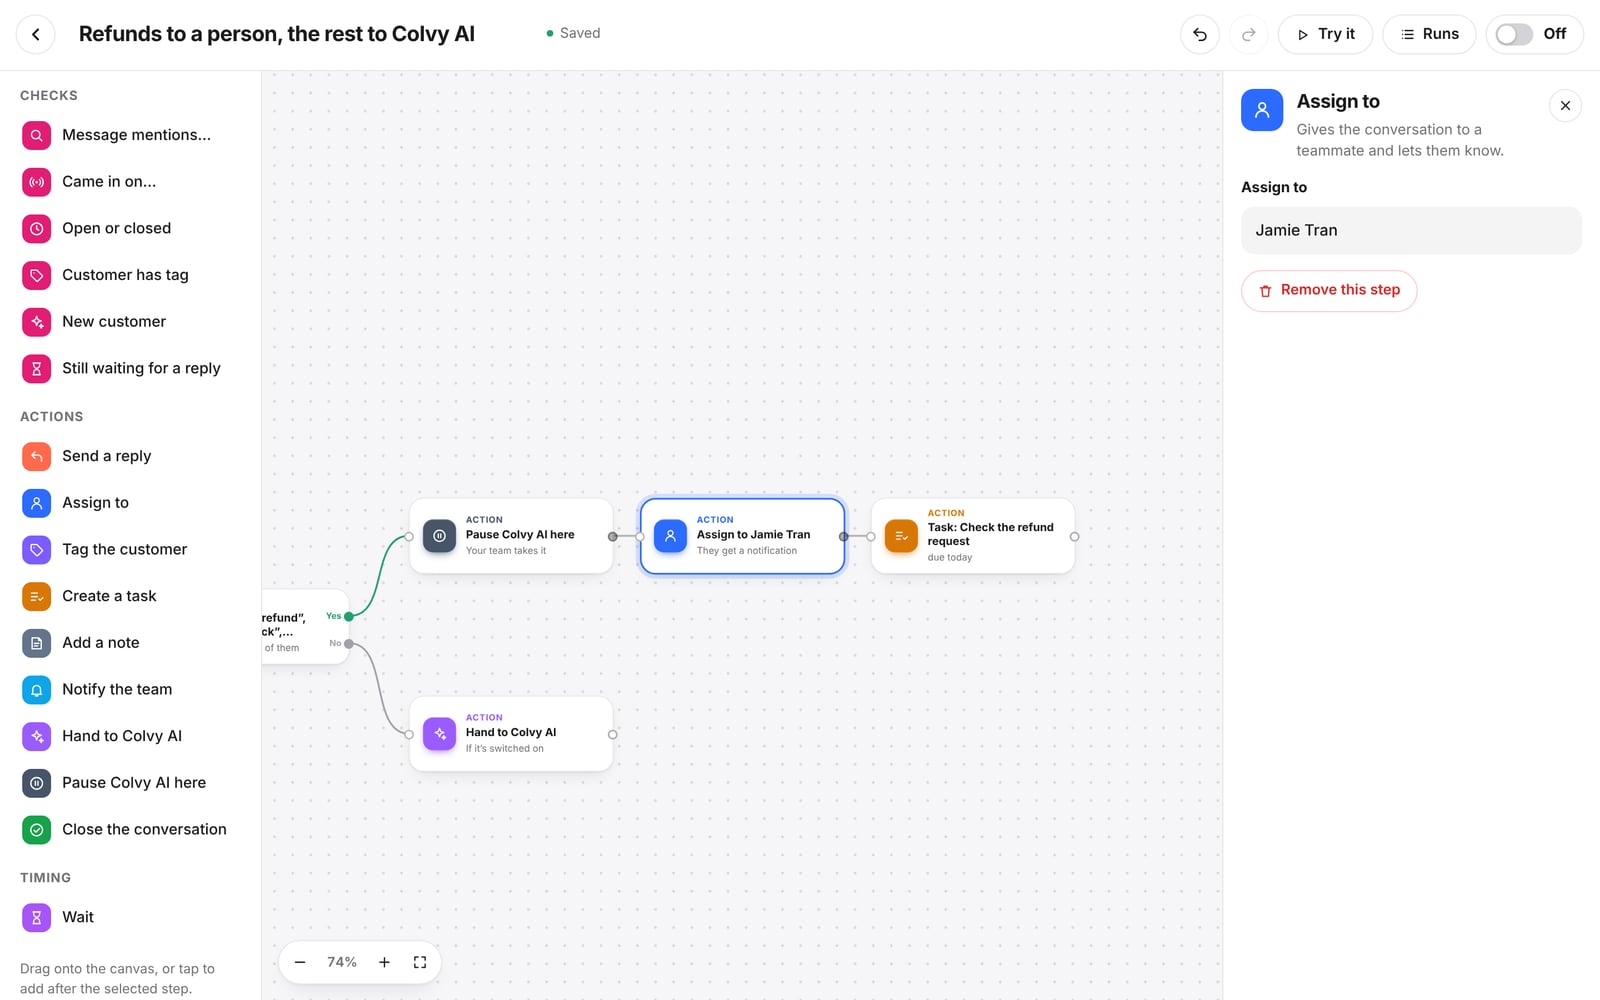 Refunds to a person, the rest to Colvy AI
Saved
Try it
Runs
Off
CHECKS
Message mentions...
Came in on...
Open or closed
Customer has tag
New customer
Still waiting for a reply
ACTIONS
Send a reply
Assign to
Tag the customer
Create a task
Add a note
Notify the team
Hand to Colvy AI
Pause Colvy AI here
Close the conversation
TIMING
Wait
Drag onto the canvas, or tap to
add after the selected step.
refund”,
ck”,...
of them
Yes
No
ACTION
Pause Colvy AI here
Your team takes it
ACTION
Assign to Jamie Tran
They get a notification
ACTION
Task: Check the refund
request
due today
ACTION
Hand to Colvy AI
If it’s switched on
74%
Assign to
Gives the conversation to a
teammate and lets them know.
Assign to
Jamie Tran
Remove this step